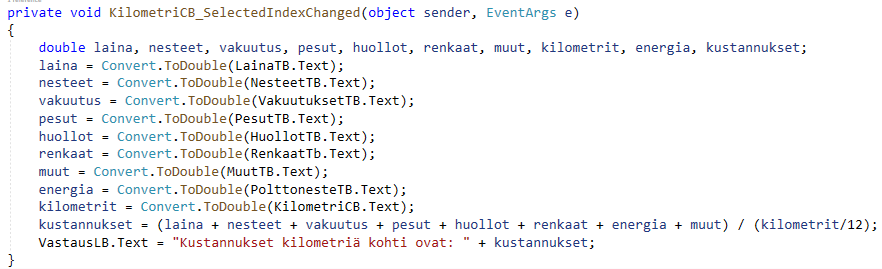 private void KilometriCB_SelectedIndexChanged(object sender, EventArgs e)
{
double laina, nesteet, vakuutus, pesut, huollot, renkaat, muut, kilometrit, energia, kustannukset;
laina = Convert.ToDouble(LainaTB.Text);
nesteet = Convert.ToDouble(NesteetTB.Text);
vakuutus = Convert.ToDouble(VakuutuksetTB.Text);
pesut = Convert.ToDouble(PesutTB.Text);
huollot = Convert.ToDouble(HuollotTB.Text);
renkaat = Convert.ToDouble(RenkaatTb.Text);
muut = Convert.ToDouble(MuutTB.Text);
energia = Convert.ToDouble(PolttonesteTB.Text);
kilometrit = Convert.ToDouble(KilometriCB.Text);
kustannukset = (laina + nesteet + vakuutus + pesut + huollot + renkaat + energia + muut) / (kilometrit/12);
VastausLB.Text = "Kustannukset kilometriä kohti ovat: " + kustannukset;
}